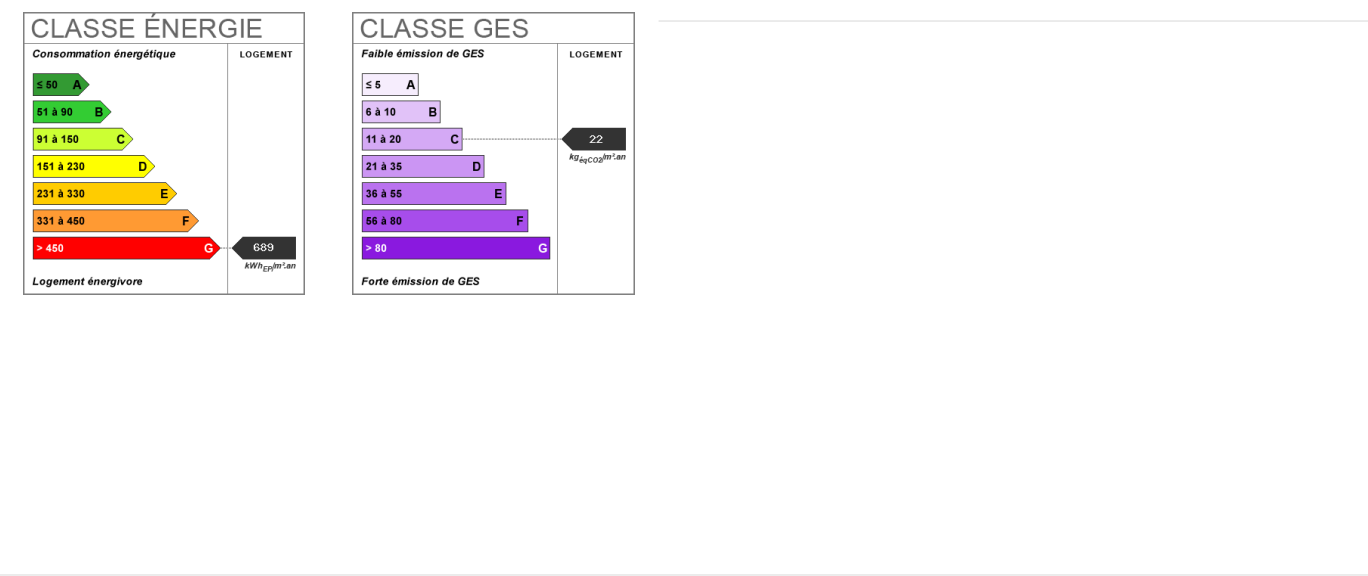 CLASSE ÉNERGIE
Consommation énergétique LOGEMENT
≤ 50 A
51 à 90 B
91 à 150 C
151 à 230 D
231 à 330 E
331 à 450 F
> 450 G 689
kWhEP/m².an
Logement énergivore
CLASSE GES
Faible émission de GES LOGEMENT
≤ 5 A
6 à 10 B
11 à 20 C 22
kgéqCO2/m².an
21 à 35 D
36 à 55 E
56 à 80 F
> 80 G
Forte émission de GES